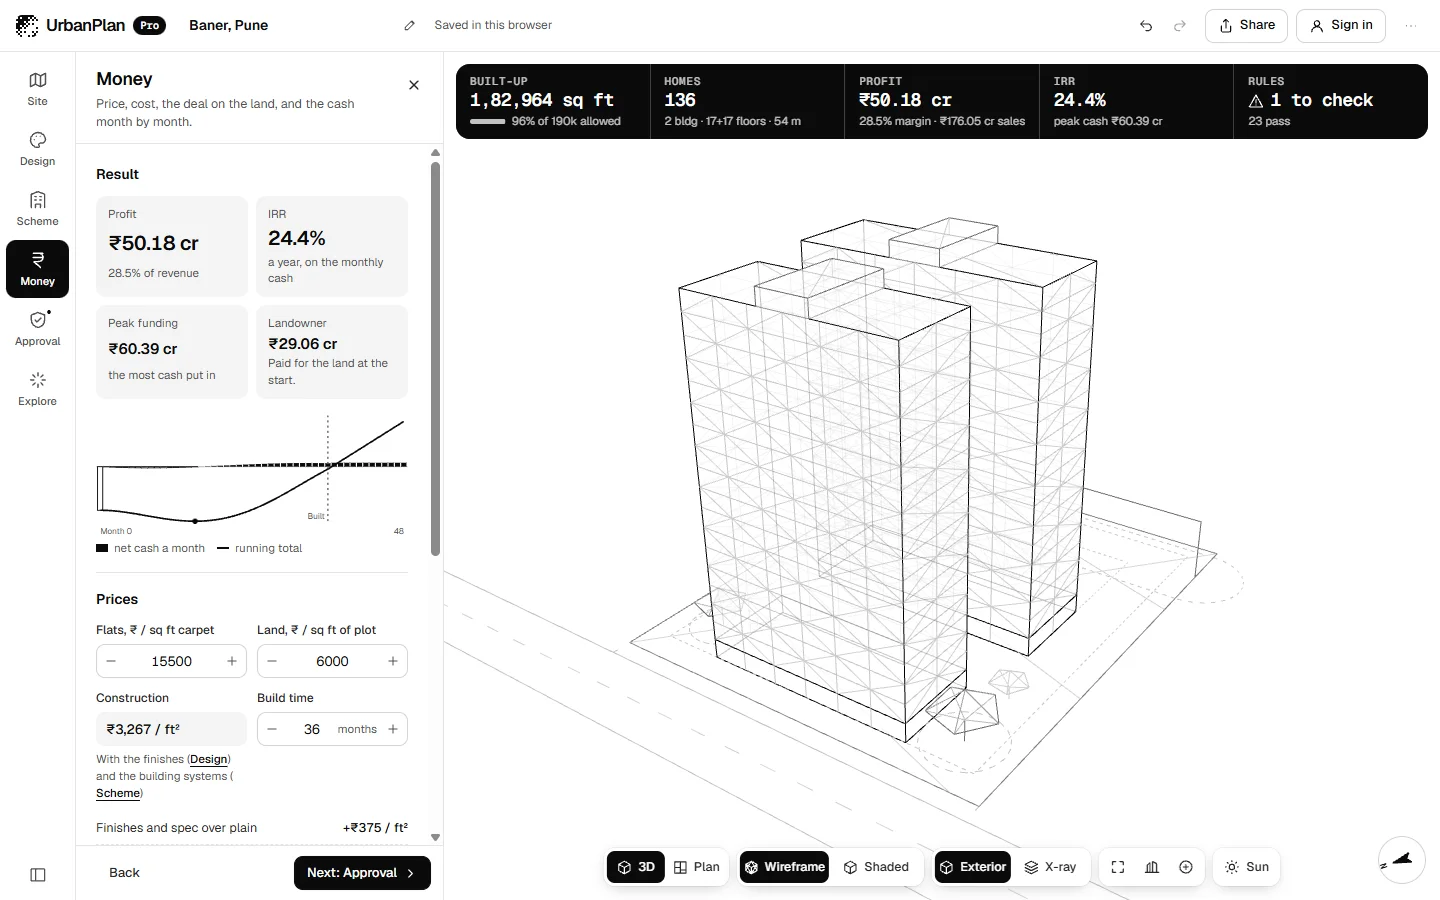 UrbanPlan Pro Baner, Pune Saved in this browser Share Sign in
Site
Design
Scheme
Money
Approval
Explore
Money
Price, cost, the deal on the land, and the cash
month by month.
Result
Profit
₹50.18 cr
28.5% of revenue
IRR
24.4%
a year, on the monthly
cash
Peak funding
₹60.39 cr
the most cash put in
Landowner
₹29.06 cr
Paid for the land at the
start.
Built
Month 0 48
net cash a month running total
Prices
Flats, ₹ / sq ft carpet
15500
Land, ₹ / sq ft of plot
6000
Construction
₹3,267 / ft²
Build time
36 months
With the finishes (Design)
and the building systems (
Scheme)
Finishes and spec over plain +₹375 / ft²
Back Next: Approval
BUILT-UP
1,82,964 sq ft
96% of 190k allowed
HOMES
136
2 bldg · 17+17 floors · 54 m
PROFIT
₹50.18 cr
28.5% margin · ₹176.05 cr sales
IRR
24.4%
peak cash ₹60.39 cr
RULES
1 to check
23 pass
3D Plan Wireframe Shaded Exterior X-ray Sun